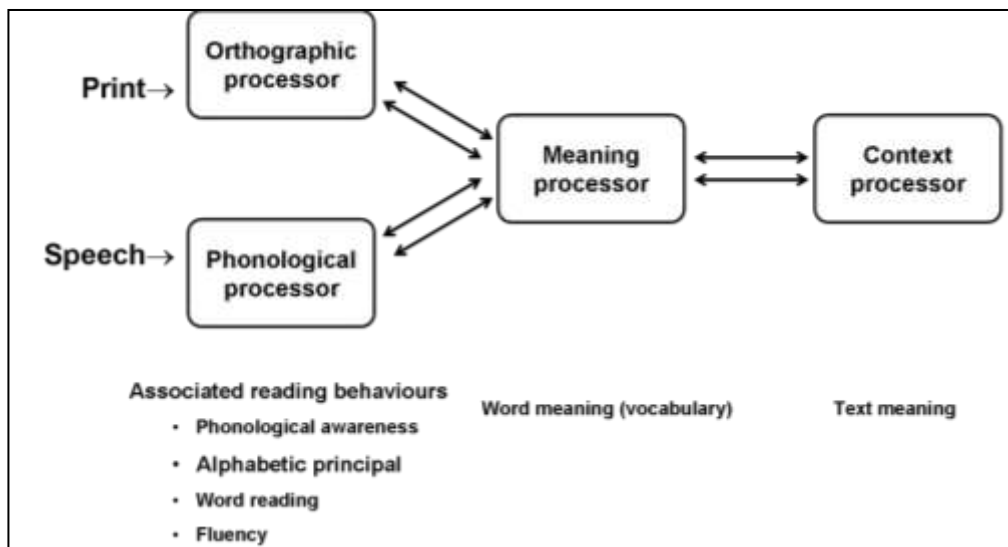 Print→
Orthographic
processor
Meaning
processor
Context
processor
Speech→
Phonological
processor
Associated reading behaviours
• Phonological awareness
• Alphabetic principal
• Word reading
• Fluency
Word meaning (vocabulary)
Text meaning